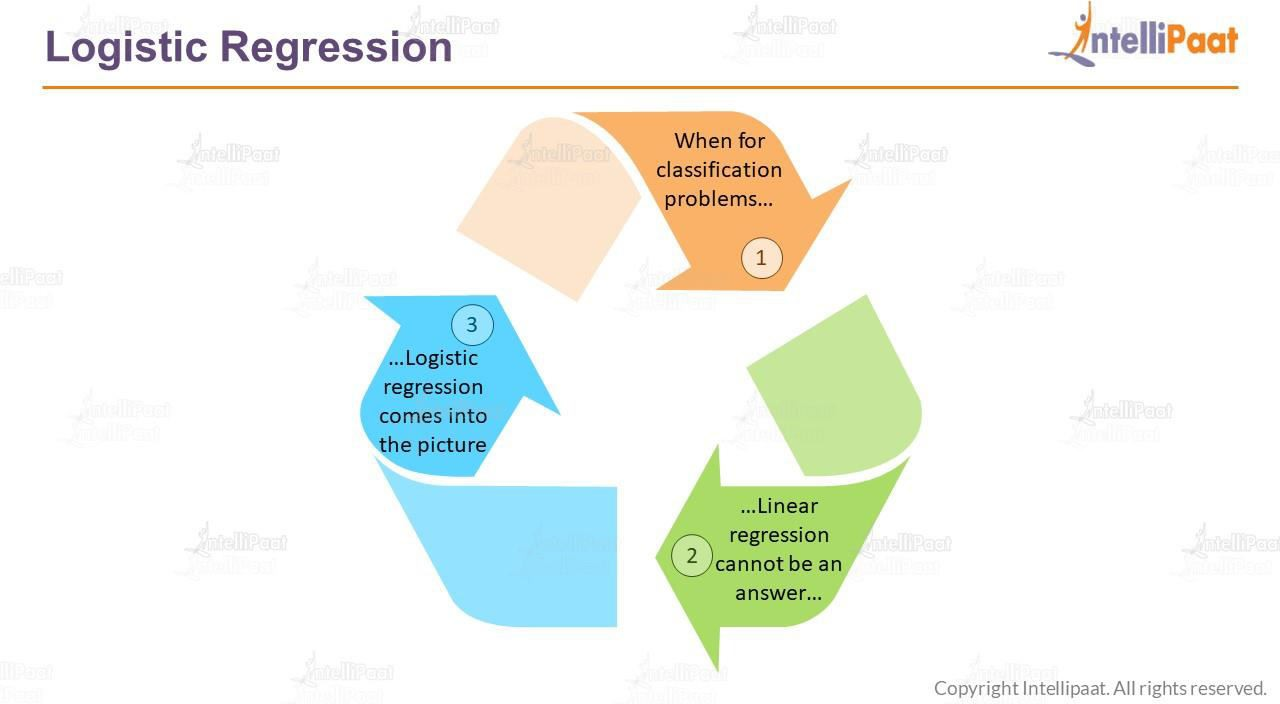 Logistic Regression
IntelliPaat
When for
classification
problems...
1
3
...Logistic
regression
comes into
the picture
...Linear
regression
2
cannot be an
answer...
Copyright Intellipaat. All rights reserved.